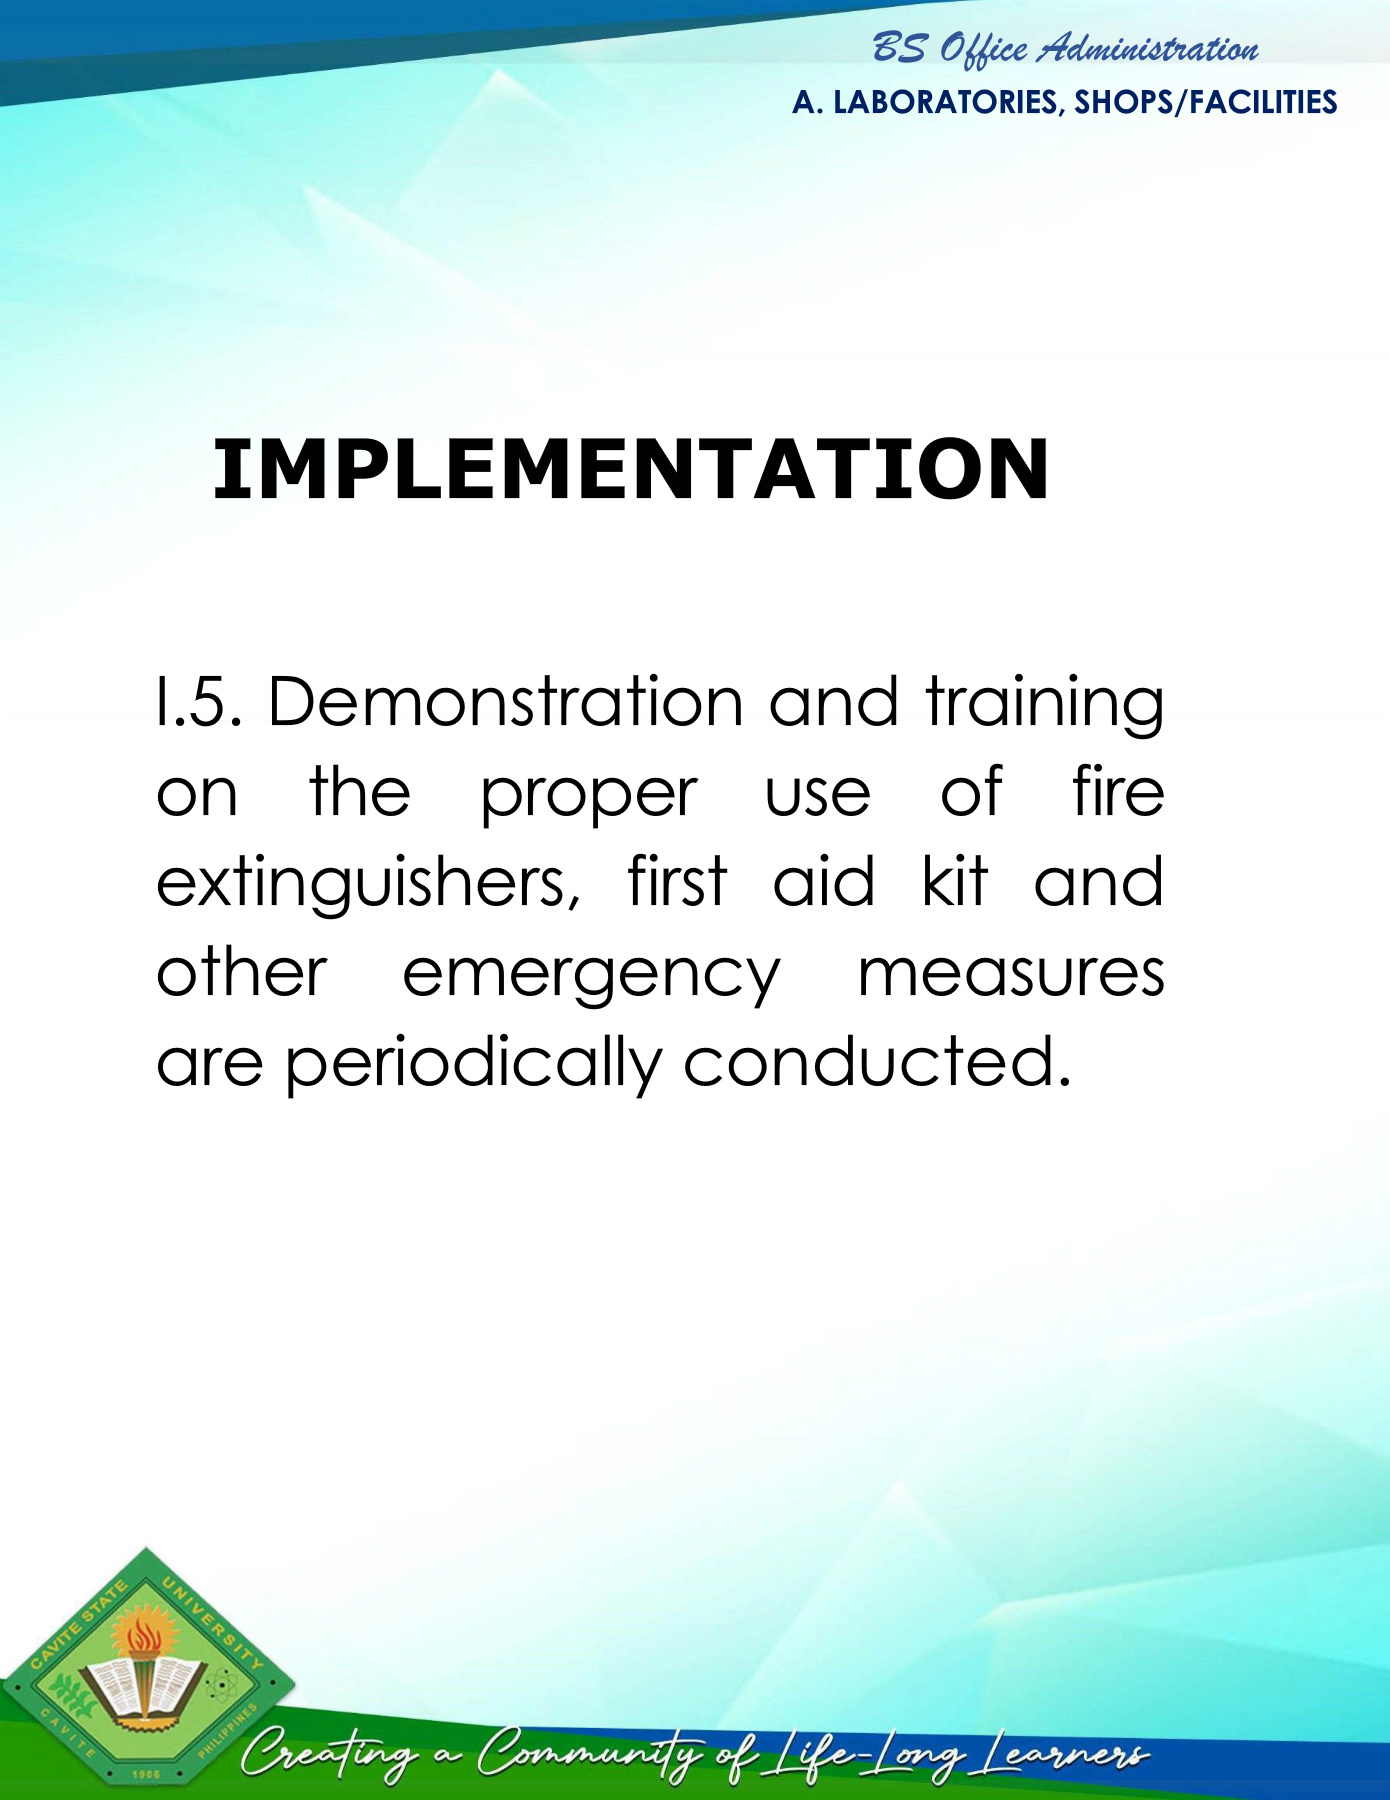 BS Office Administration
A. LABORATORIES, SHOPS/FACILITIES
IMPLEMENTATION
I.5. Demonstration and training
on the proper use of fire
extinguishers, first aid kit and
other emergency measures
are periodically conducted.
CAVITE STATE UNIVERSITY
CAVITE PHILIPPINES
1906
Creating a Community of Life-Long Learners